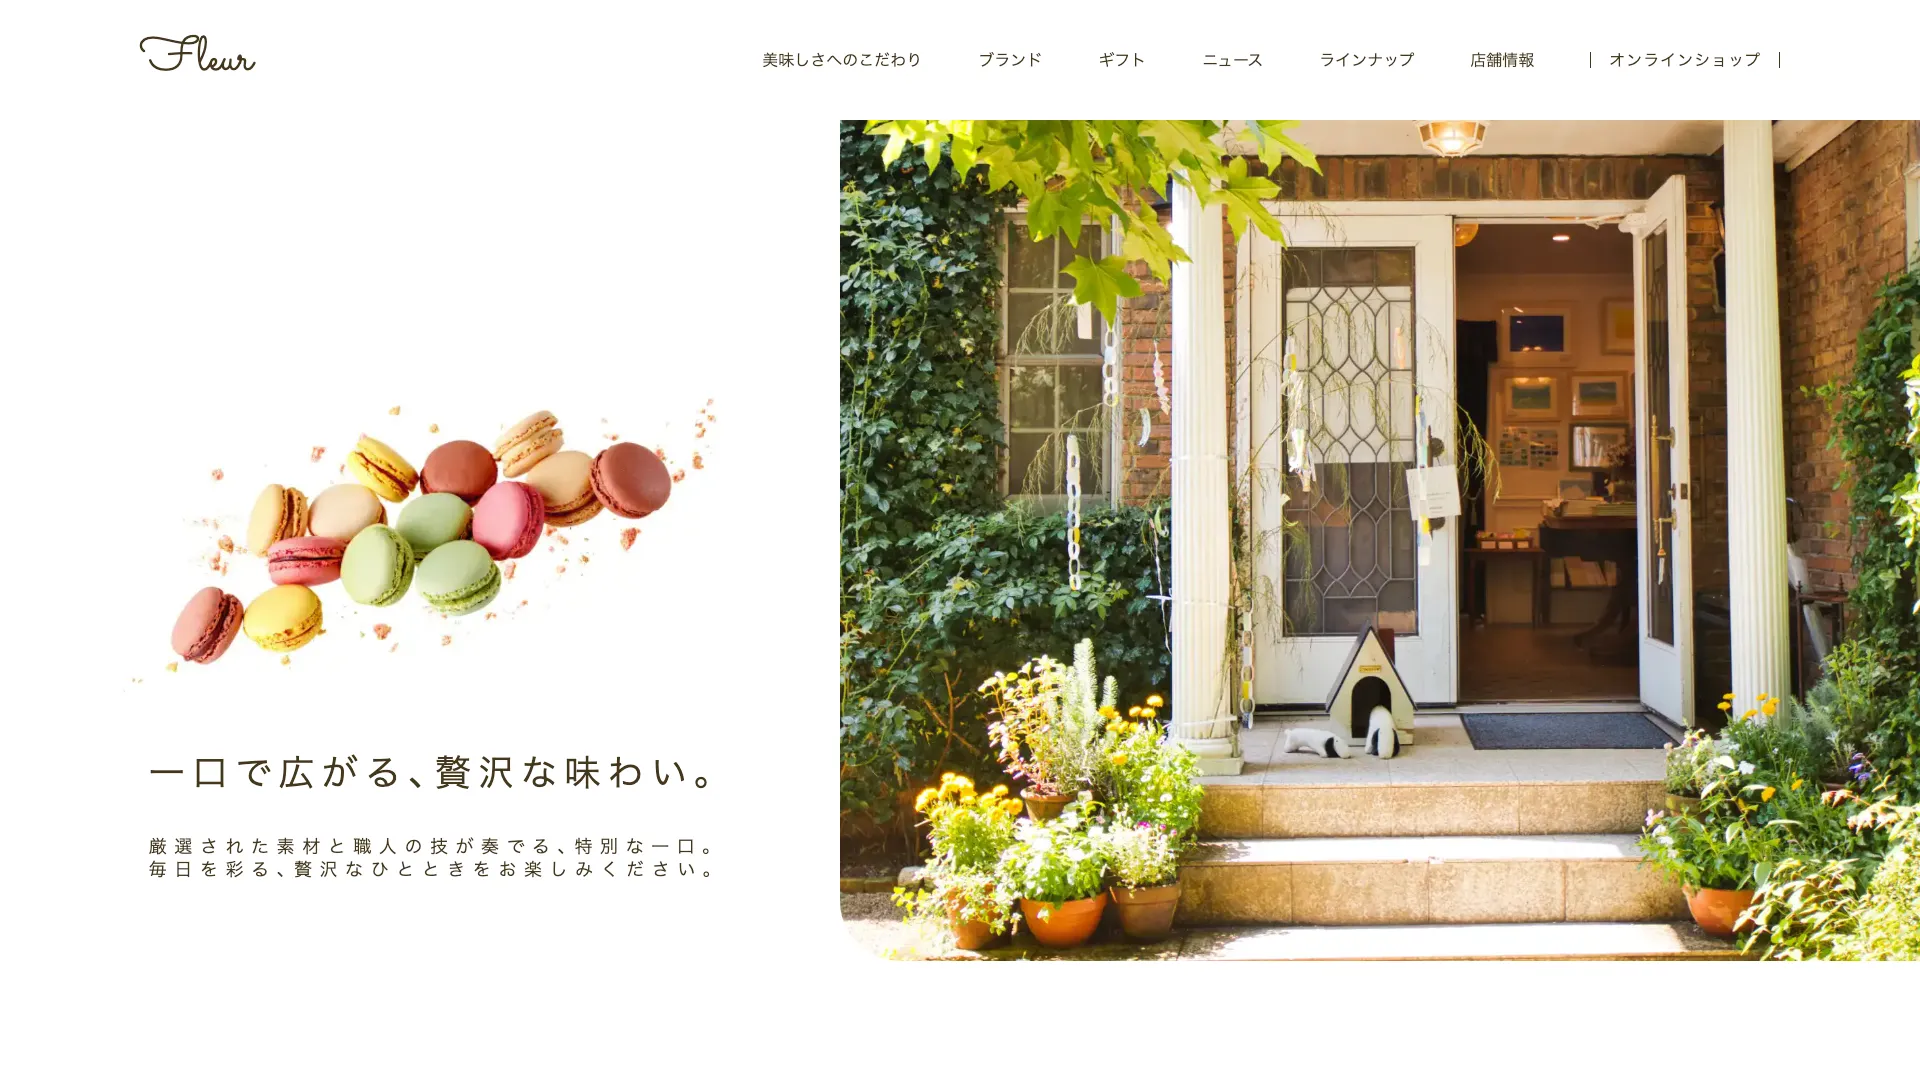 Fleur
美味しさへのこだわり
ブランド
ギフト
ニュース
ラインナップ
店舗情報
オンラインショップ
一口で広がる、贅沢な味わい。
厳選された素材と職人の技が奏でる、特別な一口。
毎日を彩る、贅沢なひとときをお楽しみください。